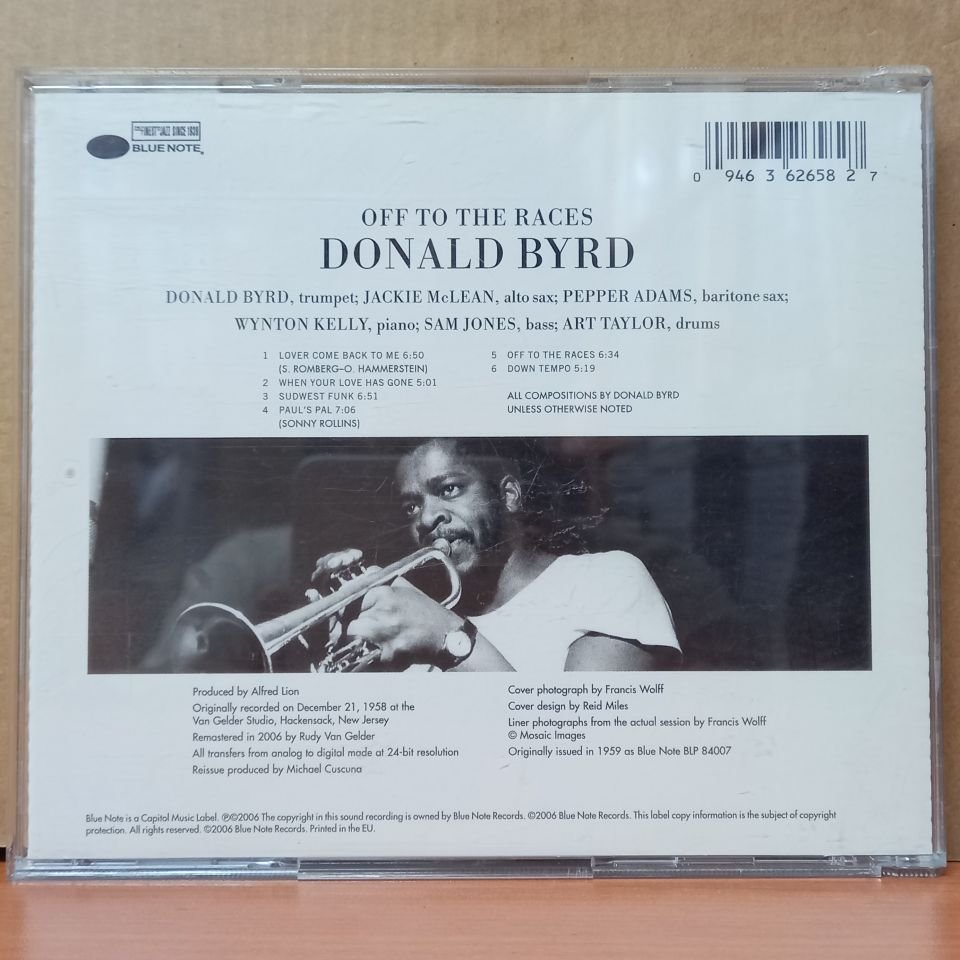 THE FINEST IN JAZZ SINCE 1939
BLUE NOTE®
0 946 3 62658 2 7
OFF TO THE RACES
DONALD BYRD
DONALD BYRD, trumpet; JACKIE McLEAN, alto sax; PEPPER ADAMS, baritone sax;
WYNTON KELLY, piano; SAM JONES, bass; ART TAYLOR, drums
1 LOVER COME BACK TO ME 6:50
(S. ROMBERG–O. HAMMERSTEIN)
2 WHEN YOUR LOVE HAS GONE 5:01
3 SUDWEST FUNK 6:51
4 PAUL'S PAL 7:06
(SONNY ROLLINS)
5 OFF TO THE RACES 6:34
6 DOWN TEMPO 5:19
ALL COMPOSITIONS BY DONALD BYRD
UNLESS OTHERWISE NOTED
Produced by Alfred Lion
Originally recorded on December 21, 1958 at the
Van Gelder Studio, Hackensack, New Jersey
Remastered in 2006 by Rudy Van Gelder
All transfers from analog to digital made at 24-bit resolution
Reissue produced by Michael Cuscuna
Cover photograph by Francis Wolff
Cover design by Reid Miles
Liner photographs from the actual session by Francis Wolff
© Mosaic Images
Originally issued in 1959 as Blue Note BLP 84007
Blue Note is a Capitol Music Label. ℗©2006 The copyright in this sound recording is owned by Blue Note Records. ©2006 Blue Note Records. This label copy information is the subject of copyright
protection. All rights reserved. ©2006 Blue Note Records. Printed in the EU.